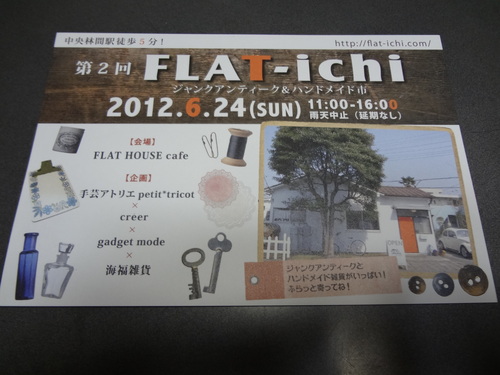 中央林間駅徒歩５分！
http://flat-ichi.com/
第２回 FLAT-ichi
ジャンクアンティーク＆ハンドメイド市
2012.6.24(SUN) 11:00-16:00
雨天中止（延期なし）
【会場】
FLAT HOUSE cafe
【企画】
手芸アトリエ petit*tricot
×
creer
×
gadget mode
×
海福雑貨
ジャンクアンティークと
ハンドメイド雑貨がいっぱい！
ふらっと寄ってね！